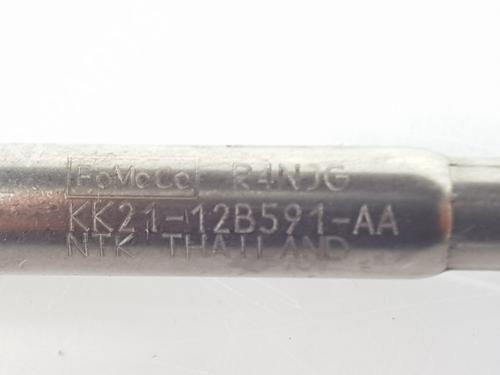 FoMoCo R4NJG
KK21-12B591-AA
NTK THAILAND